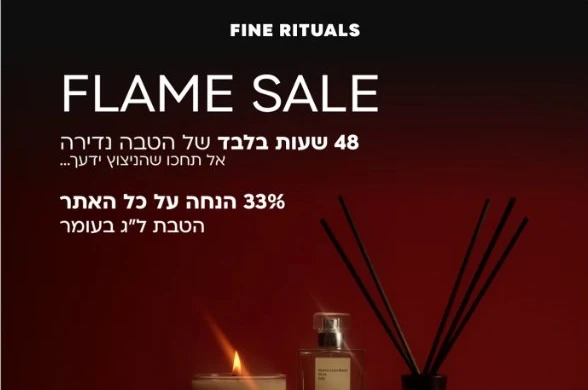 FINE RITUALS
FLAME SALE
48 שעות בלבד של הטבה נדירה
אל תחכו שהניצוץ ידעך...
33% הנחה על כל האתר
הטבת ל"ג בעומר